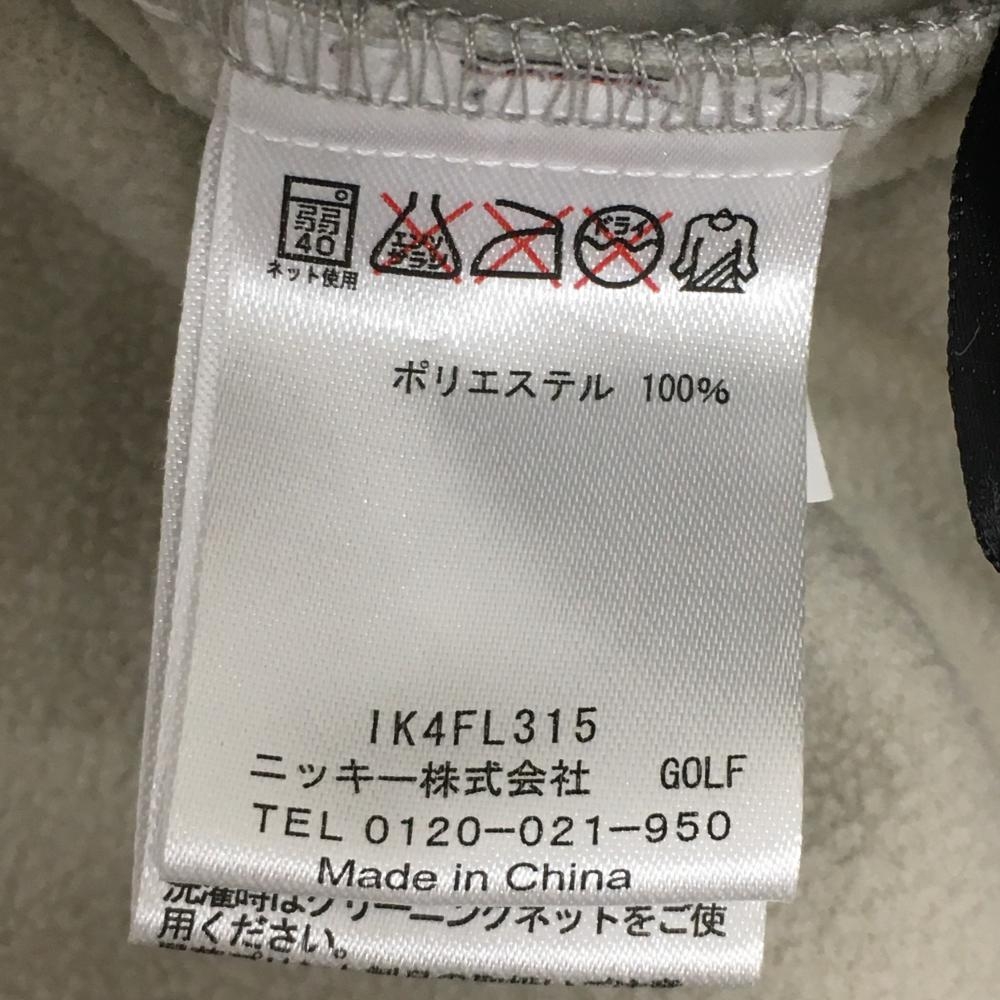 弱
40
ネット使用
エンソ
サラシ
ドライ
ポリエステル 100%
IK4FL315
ニッキー株式会社 GOLF
TEL 0120-021-950
Made in China
洗濯時はクリーニングネットをご使
用ください。